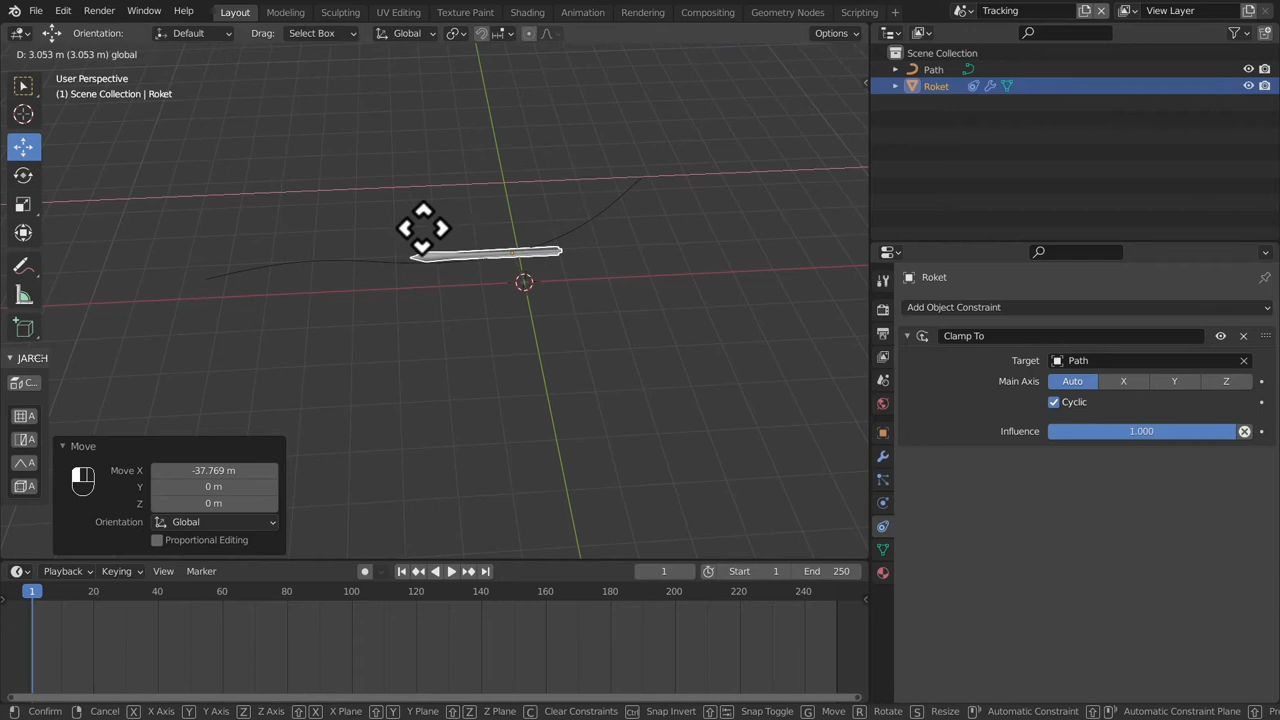 File Edit Render Window Help Layout Modeling Sculpting UV Editing Texture Paint Shading Animation Rendering Compositing Geometry Nodes Scripting + Tracking View Layer
Orientation: Default Drag: Select Box Global Options
D: 3.053 m (3.053 m) global
User Perspective
(1) Scene Collection | Roket
Scene Collection
Path
Roket
Roket
Add Object Constraint
Clamp To
Target Path
Main Axis Auto X Y Z
Cyclic
Influence 1.000
JARCH
C...
A
A
A
A
Move
Move X -37.769 m
Y 0 m
Z 0 m
Orientation Global
Proportional Editing
Playback Keying View Marker 1 Start 1 End 250
1 20 40 60 80 100 120 140 160 180 200 220 240
Confirm Cancel X X Axis Y Y Axis Z Z Axis X X Plane Y Y Plane Z Z Plane C Clear Constraints Ctrl Snap Invert Snap Toggle G Move R Rotate S Resize Automatic Constraint Automatic Constraint Plane